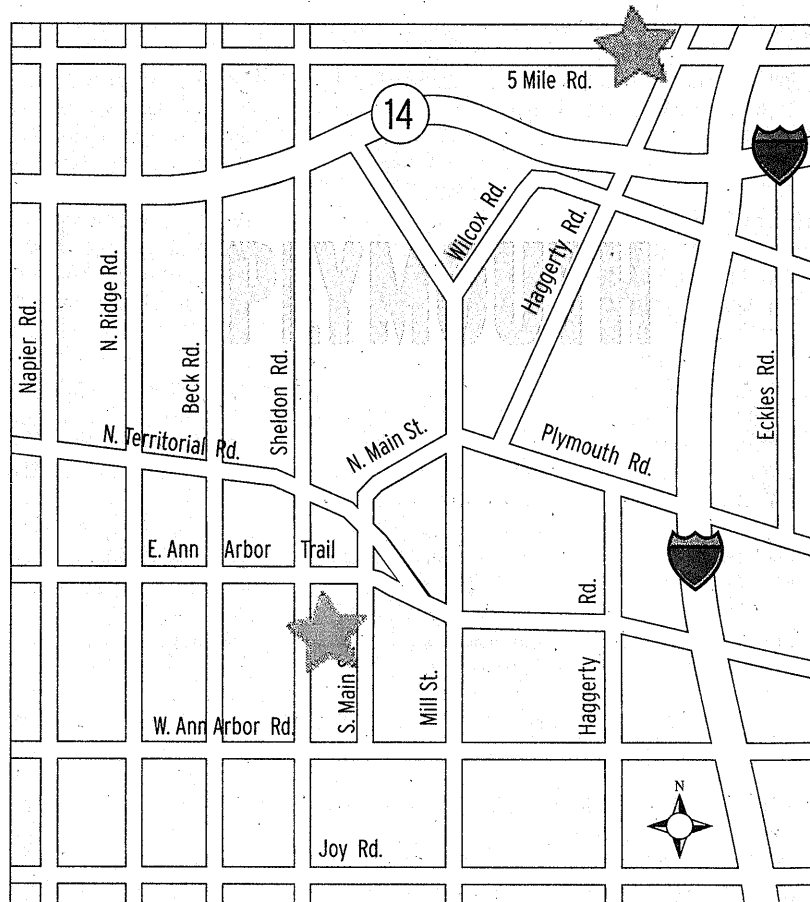 5 Mile Rd.
14
Wilcox Rd.
Haggerty Rd.
PLYMOUTH
Napier Rd.
N. Ridge Rd.
Beck Rd.
Sheldon Rd.
Eckles Rd.
N. Territorial Rd.
N. Main St.
Plymouth Rd.
E. Ann Arbor Trail
S. Main S
Mill St.
Haggerty Rd.
W. Ann Arbor Rd.
N
Joy Rd.